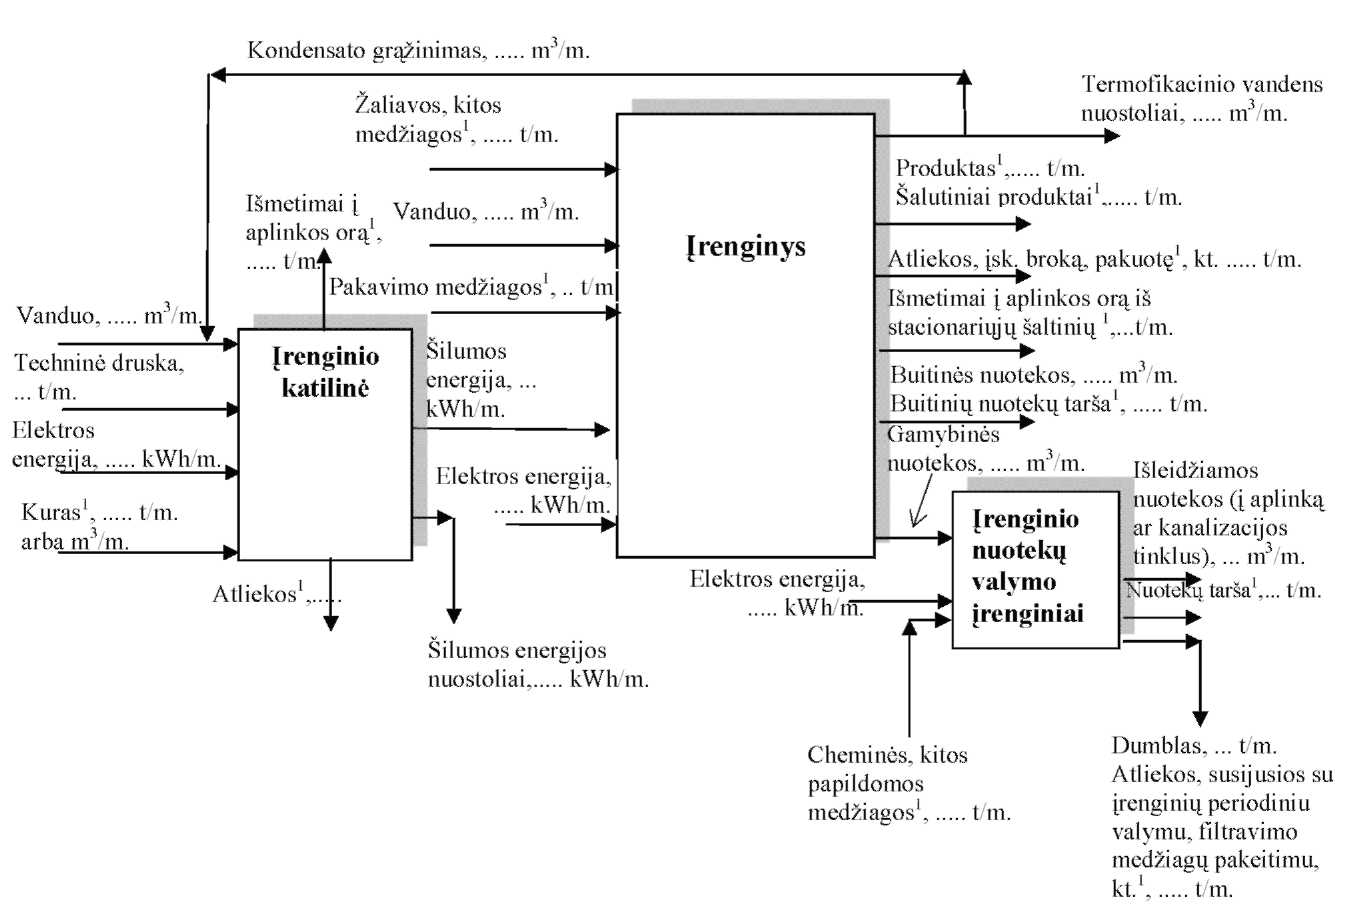 Kondensato grąžinimas, ..... m³/m.
Termofikacinio vandens
nuostoliai, ..... m³/m.
Žaliavos, kitos
medžiagos¹, ..... t/m.
Produktas¹,..... t/m.
Šalutiniai produktai¹,..... t/m.
Išmetimai į
aplinkos orą¹,
..... t/m.
Vanduo, ..... m³/m.
Įrenginys
Atliekos, įsk. broką, pakuotę¹, kt. ..... t/m.
Pakavimo medžiagos¹, .. t/m
Išmetimai į aplinkos orą iš
stacionariųjų šaltinių ¹,...t/m.
Vanduo, ..... m³/m.
Techninė druska,
... t/m.
Elektros
energija, ..... kWh/m.
Kuras¹, ..... t/m.
arba m³/m.
Įrenginio
katilinė
Šilumos
energija, ...
kWh/m.
Buitinės nuotekos, ..... m³/m.
Buitinių nuotekų tarša¹, ..... t/m.
Gamybinės
nuotekos, ..... m³/m.
Elektros energija,
..... kWh/m.
Išleidžiamos
nuotekos (į aplinką
ar kanalizacijos
tinklus), ... m³/m.
Nuotekų tarša¹,... t/m.
Įrenginio
nuotekų
valymo
įrenginiai
Elektros energija,
..... kWh/m.
Atliekos¹,.....
Šilumos energijos
nuostoliai,..... kWh/m.
Cheminės, kitos
papildomos
medžiagos¹, ..... t/m.
Dumblas, ... t/m.
Atliekos, susijusios su
įrenginių periodiniu
valymu, filtravimo
medžiagų pakeitimu,
kt.¹, ..... t/m.